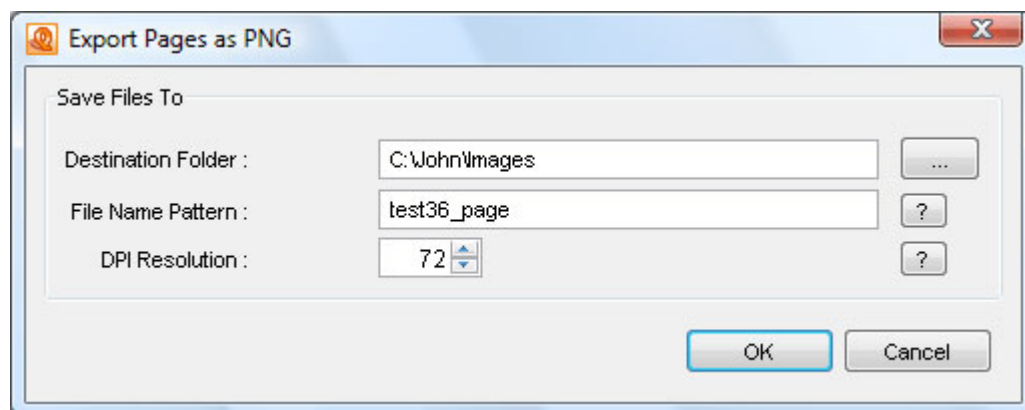 Export Pages as PNG
X
Save Files To
Destination Folder : C:\John\Images ...
File Name Pattern : test36_page ?
DPI Resolution : 72 ?
OK Cancel